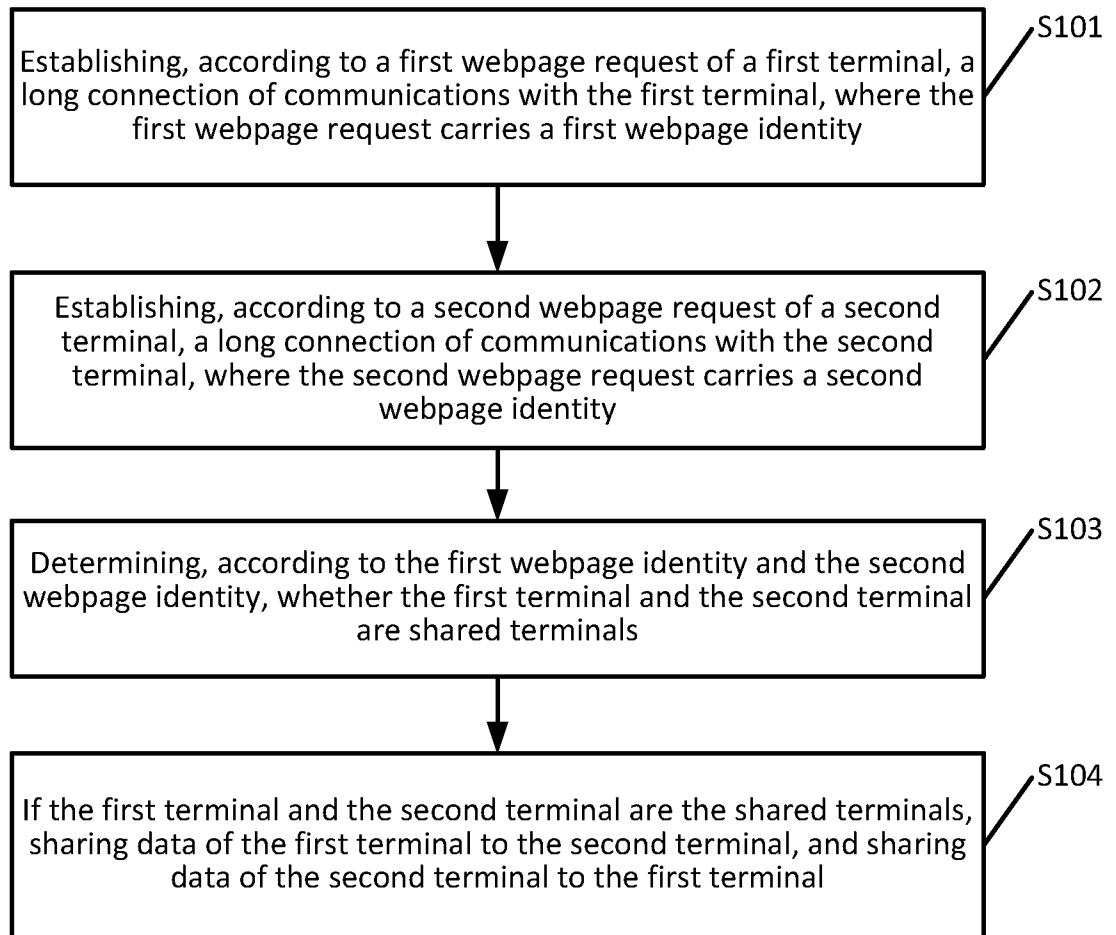 S101
Establishing, according to a first webpage request of a first terminal, a
long connection of communications with the first terminal, where the
first webpage request carries a first webpage identity
S102
Establishing, according to a second webpage request of a second
terminal, a long connection of communications with the second
terminal, where the second webpage request carries a second
webpage identity
S103
Determining, according to the first webpage identity and the second
webpage identity, whether the first terminal and the second terminal
are shared terminals
S104
If the first terminal and the second terminal are the shared terminals,
sharing data of the first terminal to the second terminal, and sharing
data of the second terminal to the first terminal